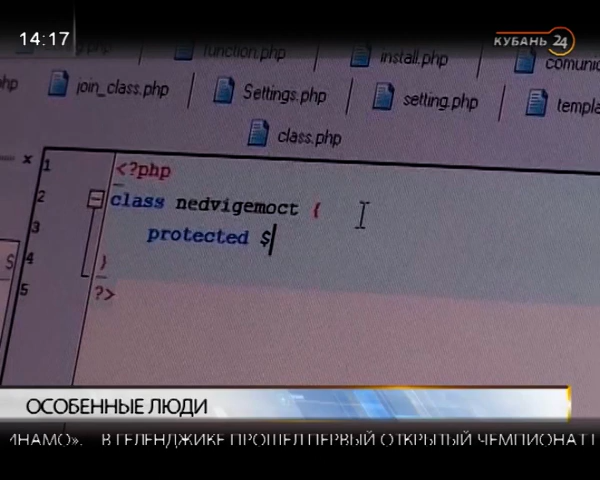 14:17
КУБАНЬ 24
function.php
install.php
join_class.php
Settings.php
setting.php
class.php
1 <?php
2 class nedvigemoct {
3 protected $
4 }
5 ?>
ОСОБЕННЫЕ ЛЮДИ
В ГЕЛЕНДЖИКЕ ПРОШЕЛ ПЕРВЫЙ ОТКРЫТЫЙ ЧЕМПИОНАТ